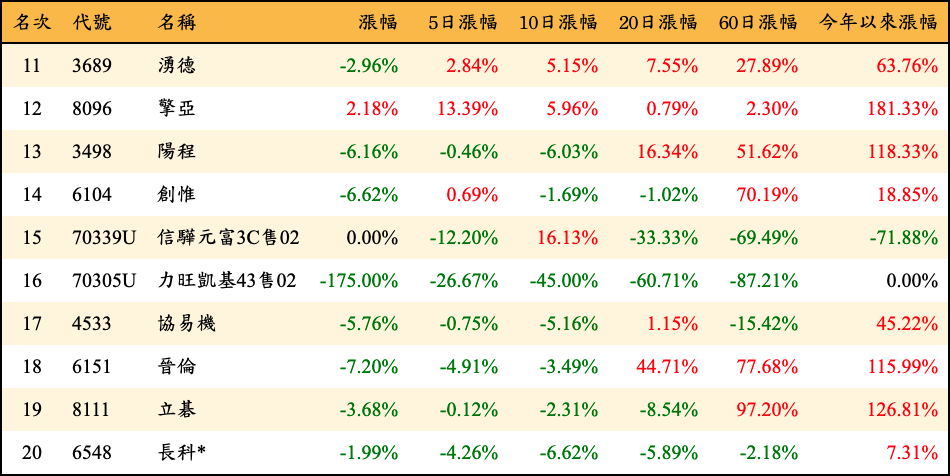 名次 代號 名稱 漲幅 5日漲幅 10日漲幅 20日漲幅 60日漲幅 今年以來漲幅
11 3689 湧德 -2.96% 2.84% 5.15% 7.55% 27.89% 63.76%
12 8096 擎亞 2.18% 13.39% 5.96% 0.79% 2.30% 181.33%
13 3498 陽程 -6.16% -0.46% -6.03% 16.34% 51.62% 118.33%
14 6104 創惟 -6.62% 0.69% -1.69% -1.02% 70.19% 18.85%
15 70339U 信驊元富3C售02 0.00% -12.20% 16.13% -33.33% -69.49% -71.88%
16 70305U 力旺凱基43售02 -175.00% -26.67% -45.00% -60.71% -87.21% 0.00%
17 4533 協易機 -5.76% -0.75% -5.16% 1.15% -15.42% 45.22%
18 6151 晉倫 -7.20% -4.91% -3.49% 44.71% 77.68% 115.99%
19 8111 立碁 -3.68% -0.12% -2.31% -8.54% 97.20% 126.81%
20 6548 長科* -1.99% -4.26% -6.62% -5.89% -2.18% 7.31%